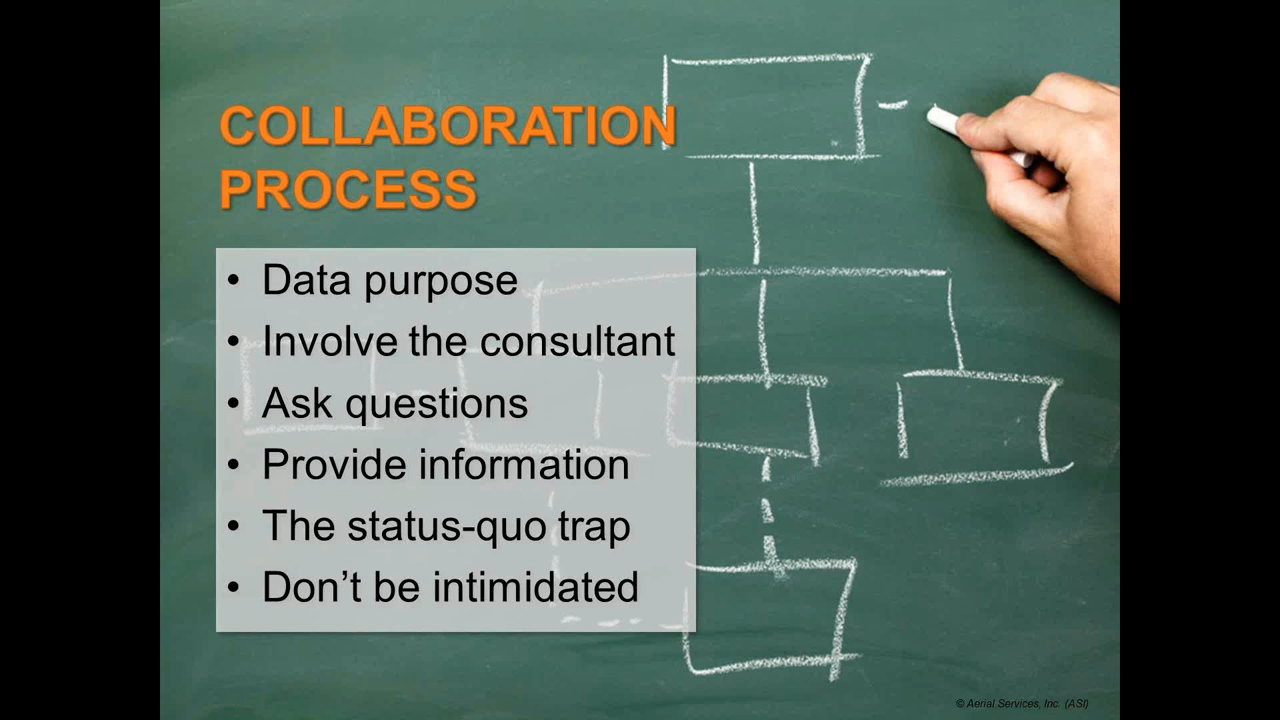 COLLABORATION
PROCESS
• Data purpose
• Involve the consultant
• Ask questions
• Provide information
• The status-quo trap
• Don’t be intimidated
© Aerial Services, Inc. (ASI)